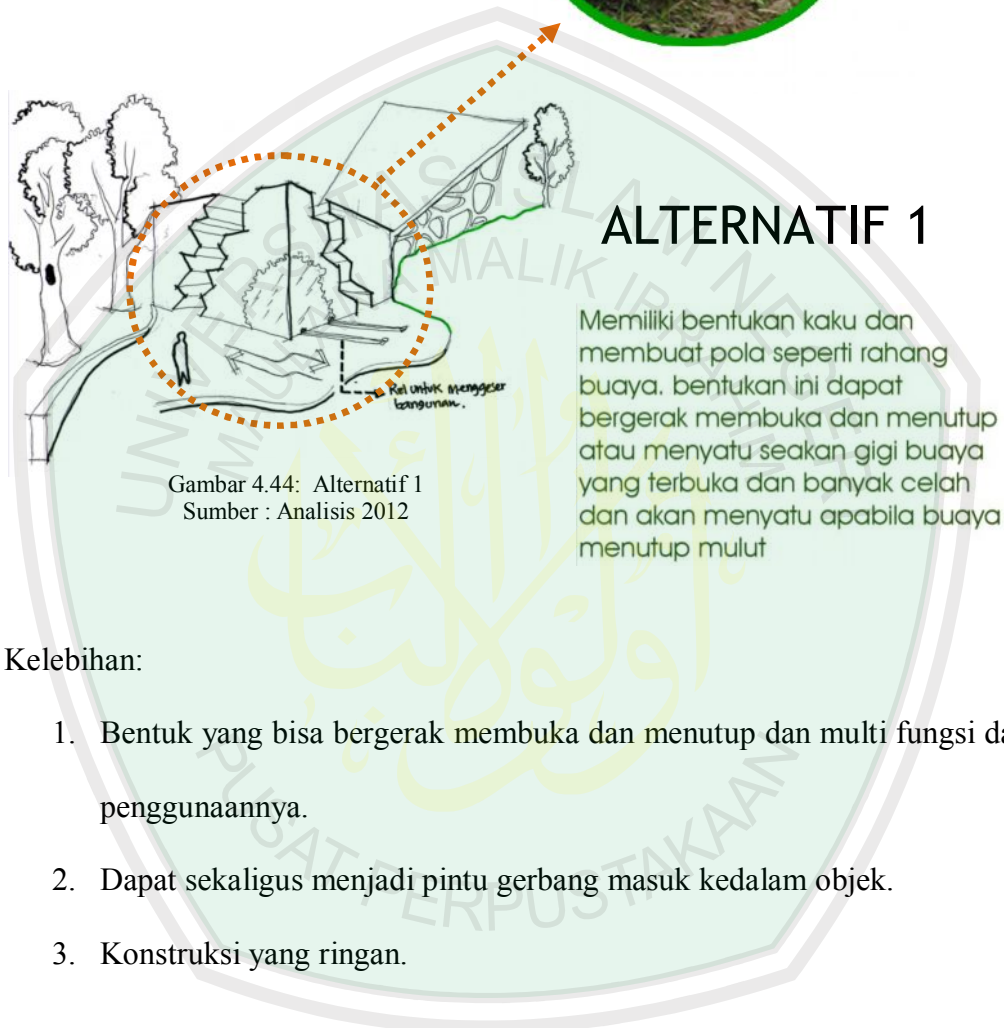 ALTERNATIF 1
Memiliki bentukan kaku dan
membuat pola seperti rahang
buaya. bentukan ini dapat
bergerak membuka dan menutup
atau menyatu seakan gigi buaya
yang terbuka dan banyak celah
dan akan menyatu apabila buaya
menutup mulut
Rel untuk menggeser
bangunan.
Gambar 4.44: Alternatif 1
Sumber : Analisis 2012
Kelebihan:
1. Bentuk yang bisa bergerak membuka dan menutup dan multi fungsi da
penggunaannya.
2. Dapat sekaligus menjadi pintu gerbang masuk kedalam objek.
3. Konstruksi yang ringan.
PUSAT PERPUSTAKAAN